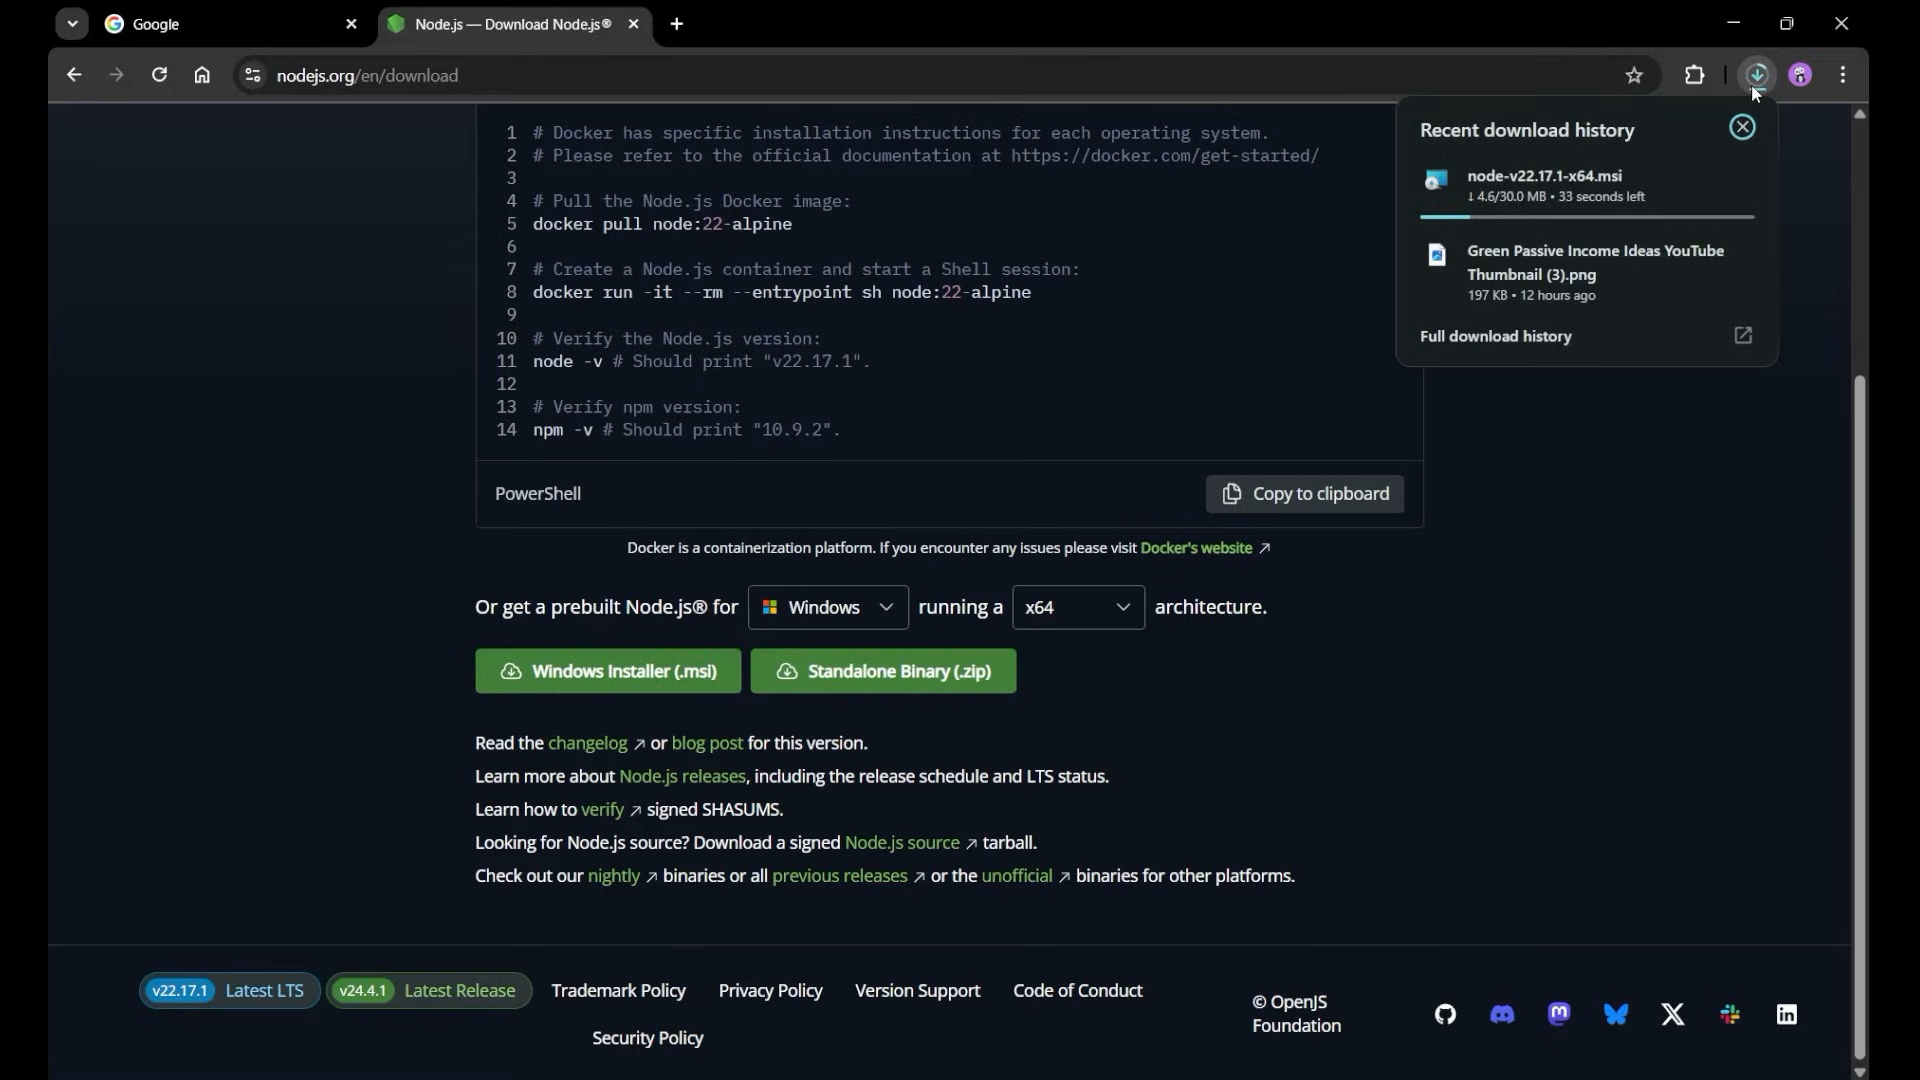 Google
Node.js — Download Node.js®
nodejs.org/en/download
Recent download history
node-v22.17.1-x64.msi
↓ 4.6/30.0 MB • 33 seconds left
Green Passive Income Ideas YouTube
Thumbnail (3).png
197 KB • 12 hours ago
Full download history
1 # Docker has specific installation instructions for each operating system.
2 # Please refer to the official documentation at https://docker.com/get-started/
3
4 # Pull the Node.js Docker image:
5 docker pull node:22-alpine
6
7 # Create a Node.js container and start a Shell session:
8 docker run -it --rm --entrypoint sh node:22-alpine
9
10 # Verify the Node.js version:
11 node -v # Should print "v22.17.1".
12
13 # Verify npm version:
14 npm -v # Should print "10.9.2".
PowerShell
Copy to clipboard
Docker is a containerization platform. If you encounter any issues please visit Docker's website ↗
Or get a prebuilt Node.js® for Windows running a x64 architecture.
Windows Installer (.msi)
Standalone Binary (.zip)
Read the changelog ↗ or blog post for this version.
Learn more about Node.js releases, including the release schedule and LTS status.
Learn how to verify ↗ signed SHASUMS.
Looking for Node.js source? Download a signed Node.js source ↗ tarball.
Check out our nightly ↗ binaries or all previous releases ↗ or the unofficial ↗ binaries for other platforms.
v22.17.1 Latest LTS
v24.4.1 Latest Release
Trademark Policy
Privacy Policy
Version Support
Code of Conduct
Security Policy
© OpenJS
Foundation